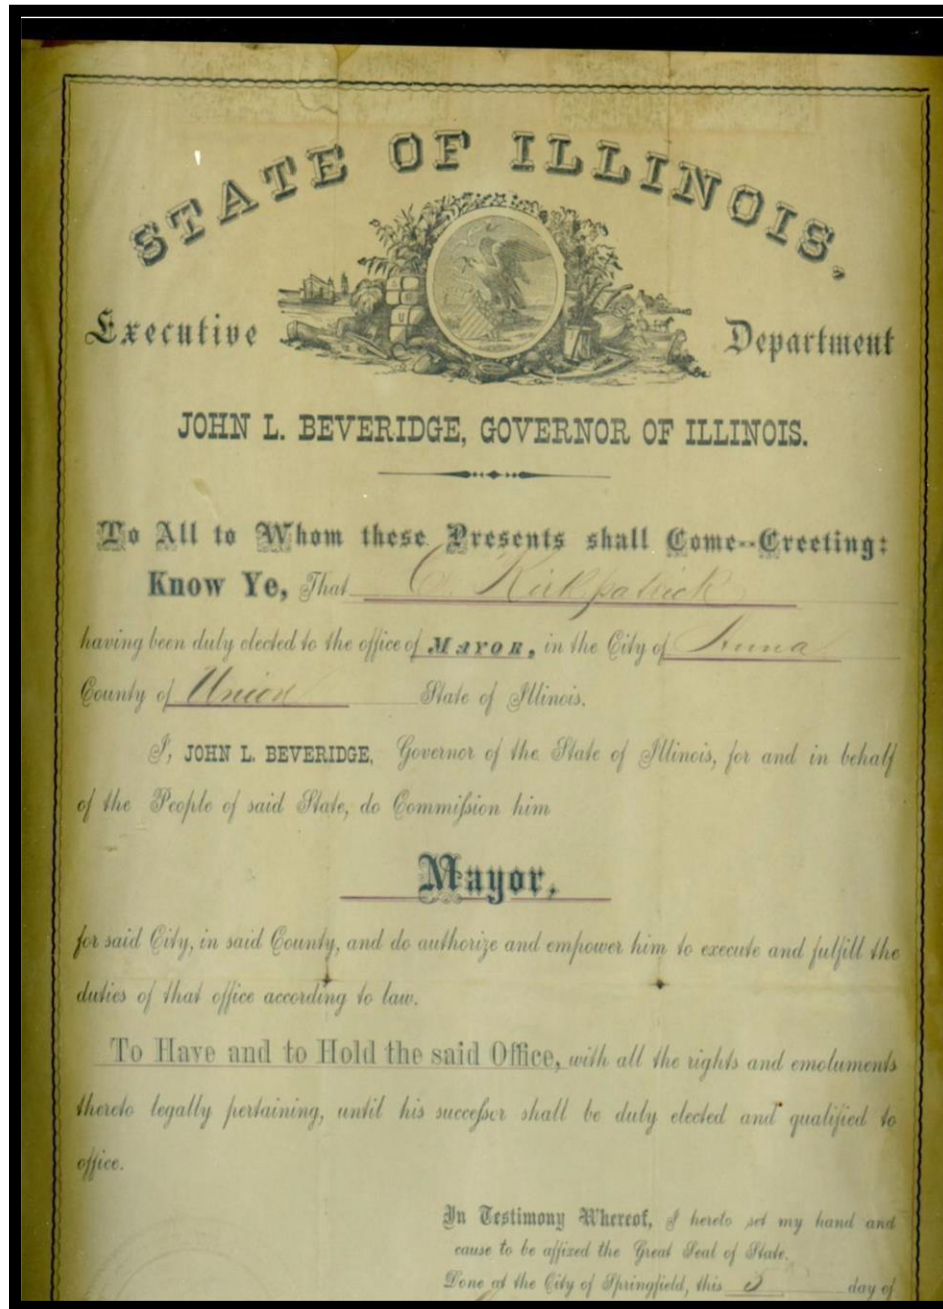 STATE OF ILLINOIS,
Executive Department
JOHN L. BEVERIDGE, GOVERNOR OF ILLINOIS.
To All to Whom these Presents shall Come--Greeting:
Know Ye, That C. Kirkpatrick
having been duly elected to the office of MAYOR, in the City of Anna
County of Union State of Illinois.
I, JOHN L. BEVERIDGE, Governor of the State of Illinois, for and in behalf
of the People of said State, do Commission him
Mayor,
for said City, in said County, and do authorize and empower him to execute and fulfill the
duties of that office according to law.
To Have and to Hold the said Office, with all the rights and emoluments
thereto legally pertaining, until his successor shall be duly elected and qualified to
office.
In Testimony Whereof, I hereto set my hand and
cause to be affixed the Great Seal of State.
Done at the City of Springfield, this 5 day of